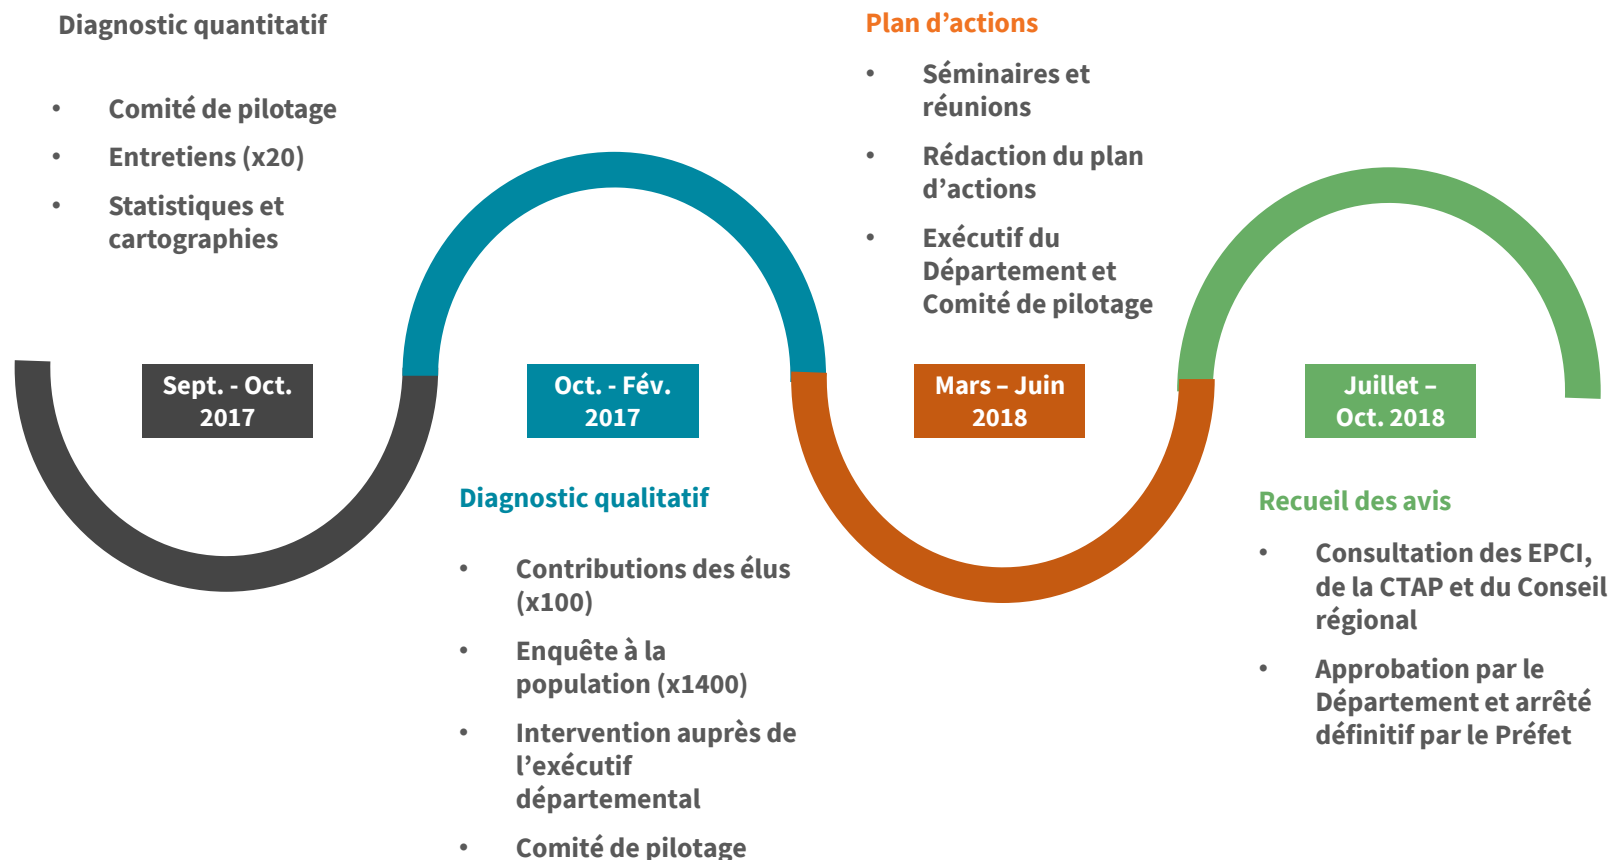 Diagnostic quantitatif
• Comité de pilotage
• Entretiens (x20)
• Statistiques et
cartographies
Sept. - Oct.
2017
Oct. - Fév.
2017
Diagnostic qualitatif
• Contributions des élus
(x100)
• Enquête à la
population (x1400)
• Intervention auprès de
l’exécutif
départemental
• Comité de pilotage
Plan d’actions
• Séminaires et
réunions
• Rédaction du plan
d’actions
• Exécutif du
Département et
Comité de pilotage
Mars – Juin
2018
Juillet –
Oct. 2018
Recueil des avis
• Consultation des EPCI,
de la CTAP et du Conseil
régional
• Approbation par le
Département et arrêté
définitif par le Préfet